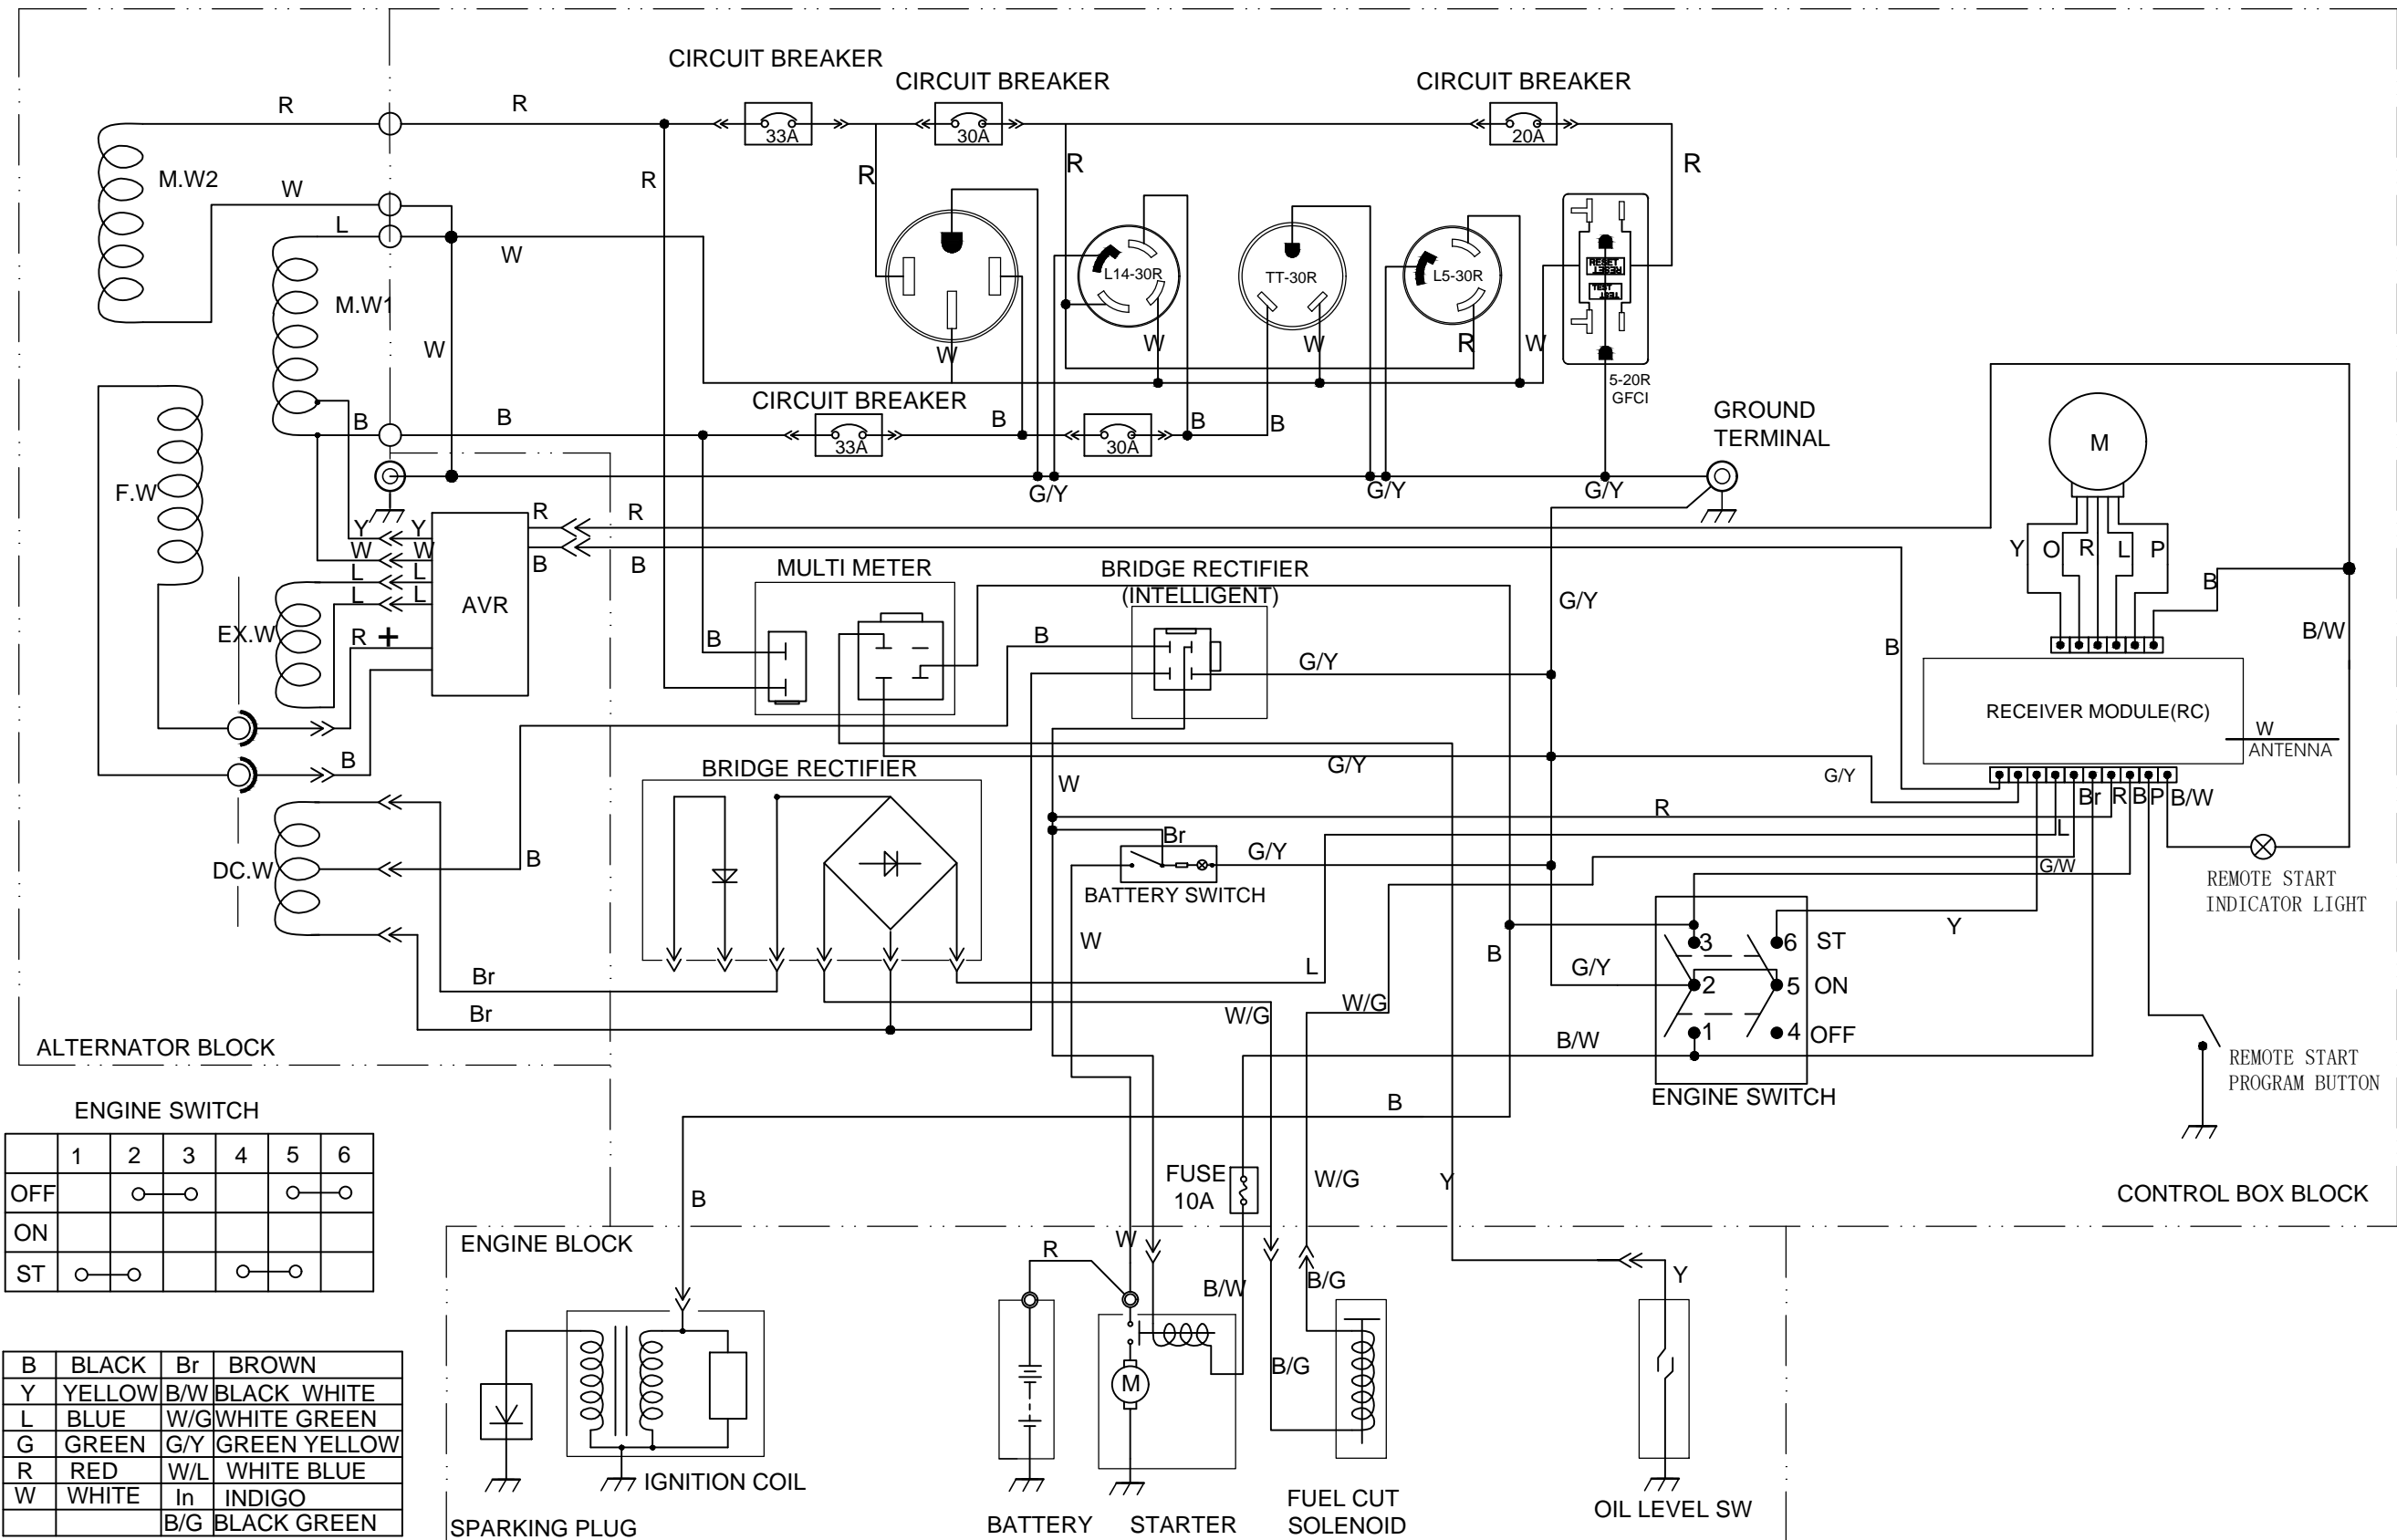 CIRCUIT BREAKER
CIRCUIT BREAKER
CIRCUIT BREAKER
R
R
33A
30A
20A
M.W2
W
R
R
R
R
L
W
M.W1
W
L14-30R
TT-30R
L5-30R
RESET
RESET
TEST
TEST
W
W
W
R
W
5-20R
GFCI
CIRCUIT BREAKER
B
B
B
B
B
33A
30A
GROUND
TERMINAL
M
F.W
G/Y
G/Y
G/Y
Y
Y
R
R
W
W
B
B
L
L
L
L
AVR
Y
O
R
L
P
B
MULTI METER
BRIDGE RECTIFIER
(INTELLIGENT)
G/Y
EX.W
R +
B
B
G/Y
B
B/W
RECEIVER MODULE(RC)
W
ANTENNA
B
BRIDGE RECTIFIER
W
G/Y
G/Y
Br
R
B
P
B/W
R
L
DC.W
B
Br
G/Y
G/W
BATTERY SWITCH
REMOTE START
INDICATOR LIGHT
W
B
Y
3
6
ST
Br
L
G/Y
2
5
ON
Br
W/G
W/G
B/W
1
4
OFF
ALTERNATOR BLOCK
REMOTE START
PROGRAM BUTTON
ENGINE SWITCH
B
ENGINE SWITCH
1 2 3 4 5 6
OFF
ON
ST
B
FUSE
10A
W/G
Y
CONTROL BOX BLOCK
ENGINE BLOCK
R
W
B/W
B/G
Y
B/G
M
B BLACK Br BROWN
Y YELLOW B/W BLACK WHITE
L BLUE W/G WHITE GREEN
G GREEN G/Y GREEN YELLOW
R RED W/L WHITE BLUE
W WHITE In INDIGO
B/G BLACK GREEN
IGNITION COIL
SPARKING PLUG
BATTERY
STARTER
FUEL CUT
SOLENOID
OIL LEVEL SW